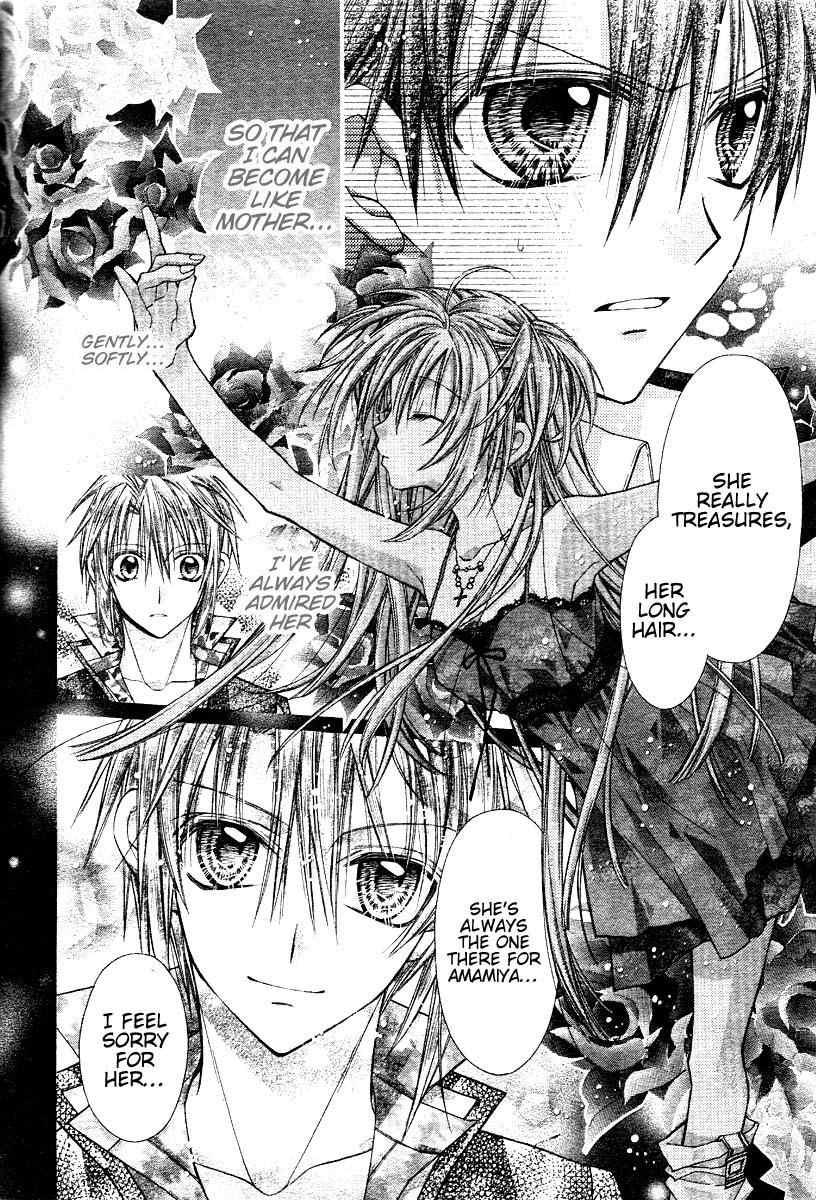 SHE
REALLY
TREASURES,
HER
LONG
HAIR...
SO THAT
I CAN
BECOME
LIKE
MOTHER...
GENTLY...
SOFTLY...
I'VE
ALWAYS
ADMIRED
HER
SHE'S
ALWAYS
THE ONE
THERE FOR
AMAMIYA...
I FEEL
SORRY
FOR
HER...